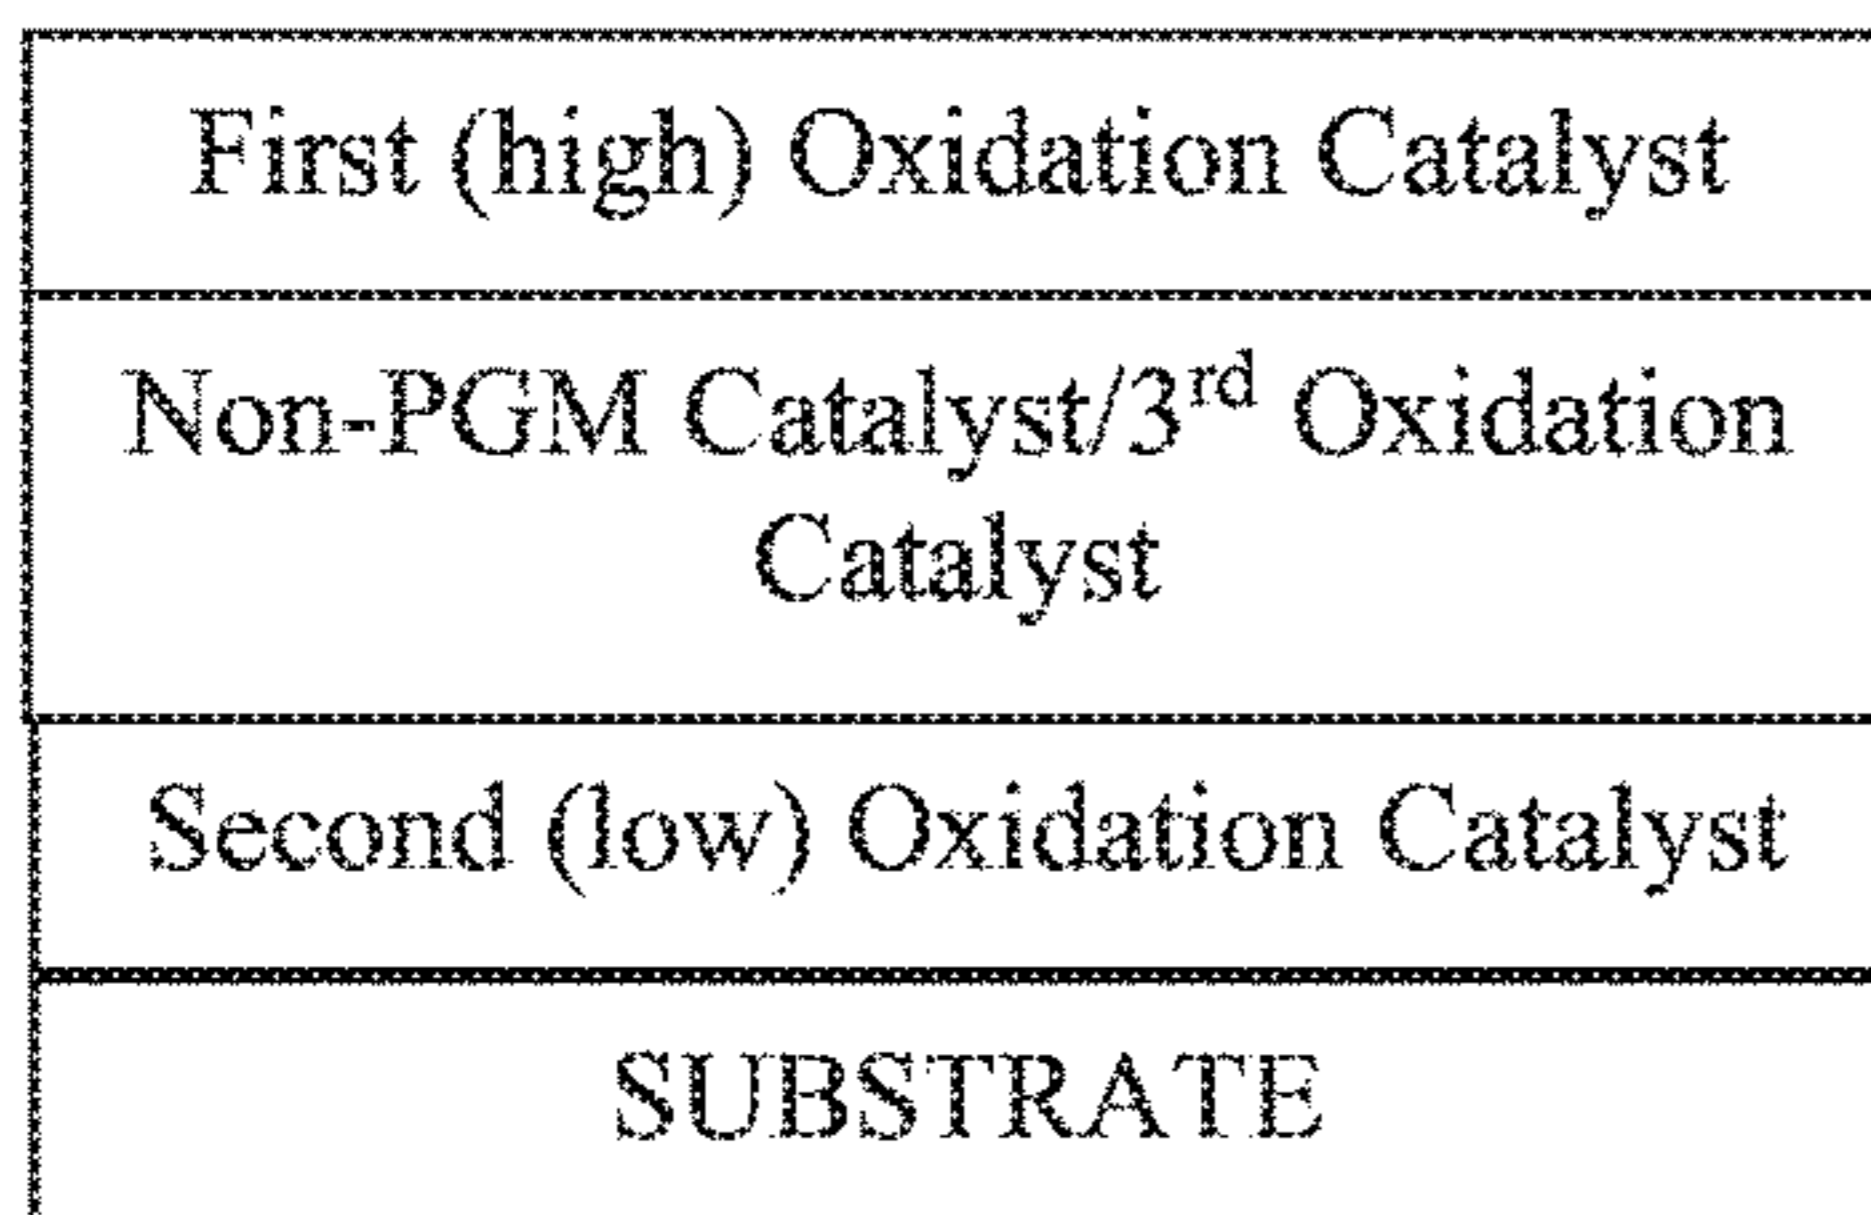 First (high) Oxidation Catalyst
Non-PGM Catalyst/3rd Oxidation
Catalyst
Second (low) Oxidation Catalyst
SUBSTRATE